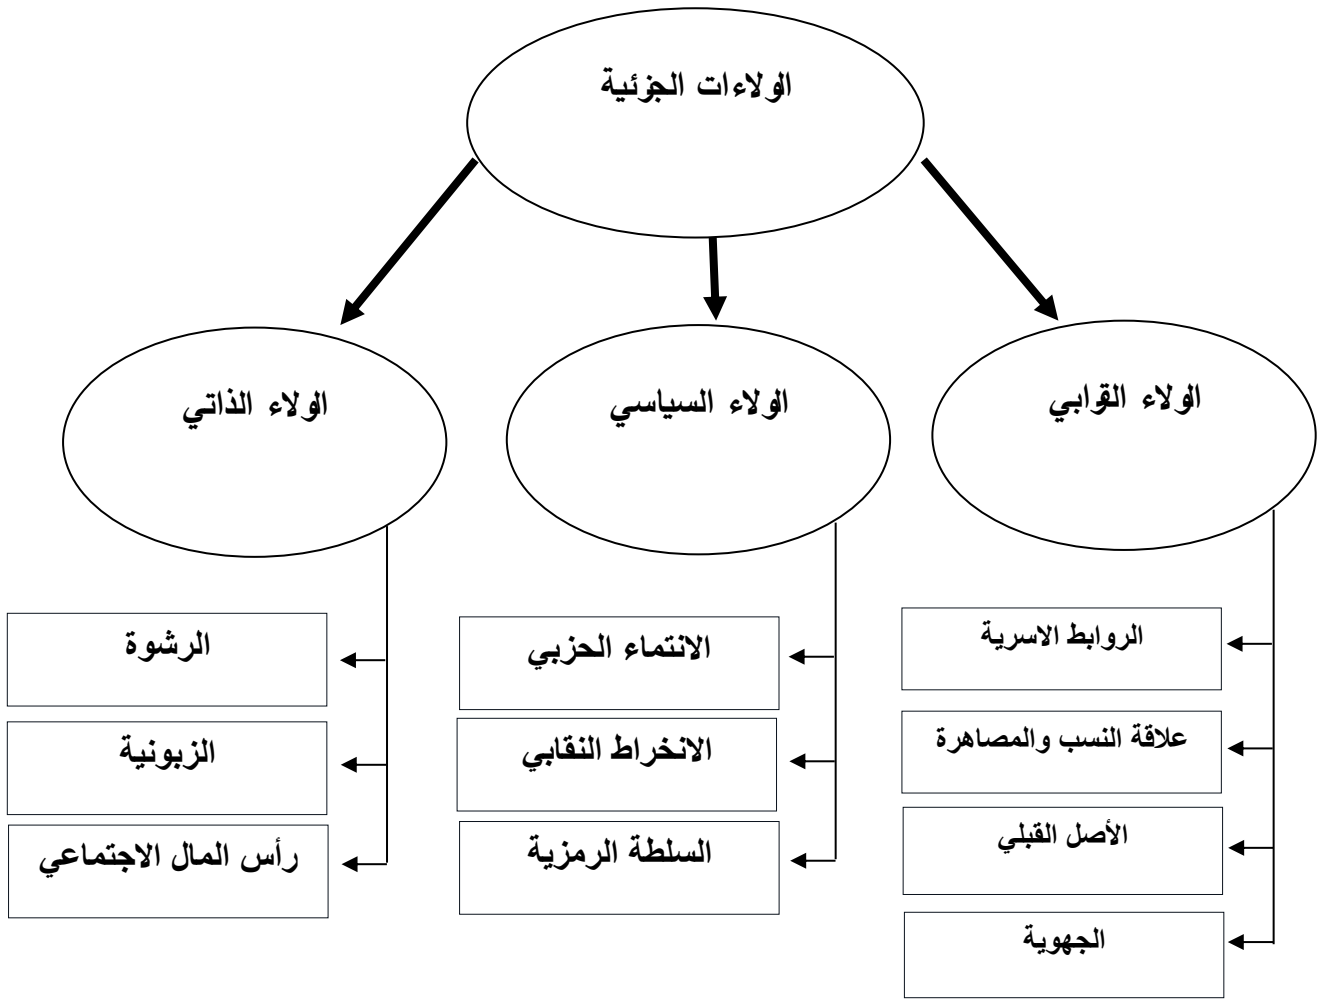 الولاءات الجزئية
الولاء القرابي
الولاء السياسي
الولاء الذاتي
الروابط الاسرية
علاقة النسب والمصاهرة
الأصل القبلي
الجهوية
الانتماء الحزبي
الانخراط النقابي
السلطة الرمزية
الرشوة
الزبونية
رأس المال الاجتماعي